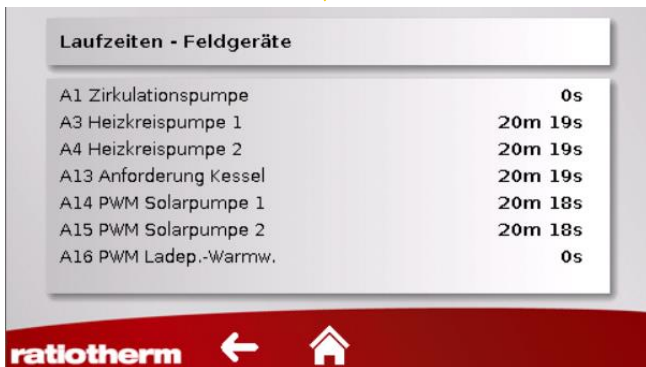 Laufzeiten - Feldgeräte
A1 Zirkulationspumpe 0s
A3 Heizkreispumpe 1 20m 19s
A4 Heizkreispumpe 2 20m 19s
A13 Anforderung Kessel 20m 19s
A14 PWM Solarpumpe 1 20m 18s
A15 PWM Solarpumpe 2 20m 18s
A16 PWM Ladep.-Warmw. 0s
ratiotherm